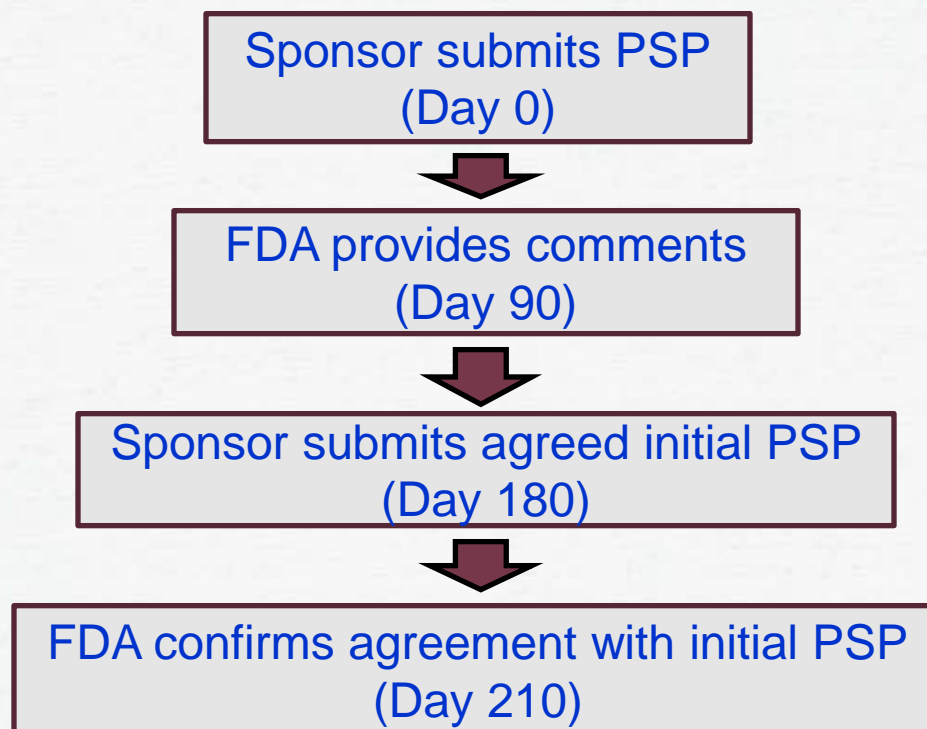 Sponsor submits PSP
(Day 0)
FDA provides comments
(Day 90)
Sponsor submits agreed initial PSP
(Day 180)
FDA confirms agreement with initial PSP
(Day 210)